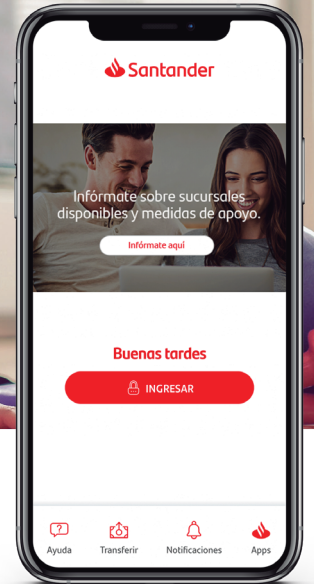 Santander
Infórmate sobre sucursales
disponibles y medidas de apoyo.
Infórmate aquí
Buenas tardes
INGRESAR
Ayuda
Transferir
Notificaciones
Apps